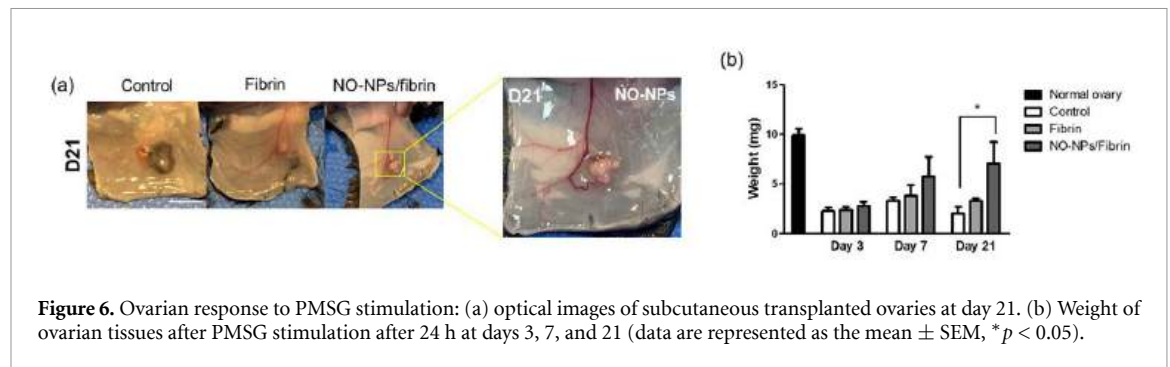 (a)
Control Fibrin NO-NPs/fibrin
D21
D21 NO-NPs
(b)
Weight (mg)
15
10
5
0
*
Normal ovary
Control
Fibrin
NO-NPs/Fibrin
Day 3 Day 7 Day 21
Figure 6. Ovarian response to PMSG stimulation: (a) optical images of subcutaneous transplanted ovaries at day 21. (b) Weight of
ovarian tissues after PMSG stimulation after 24 h at days 3, 7, and 21 (data are represented as the mean ± SEM, *p < 0.05).